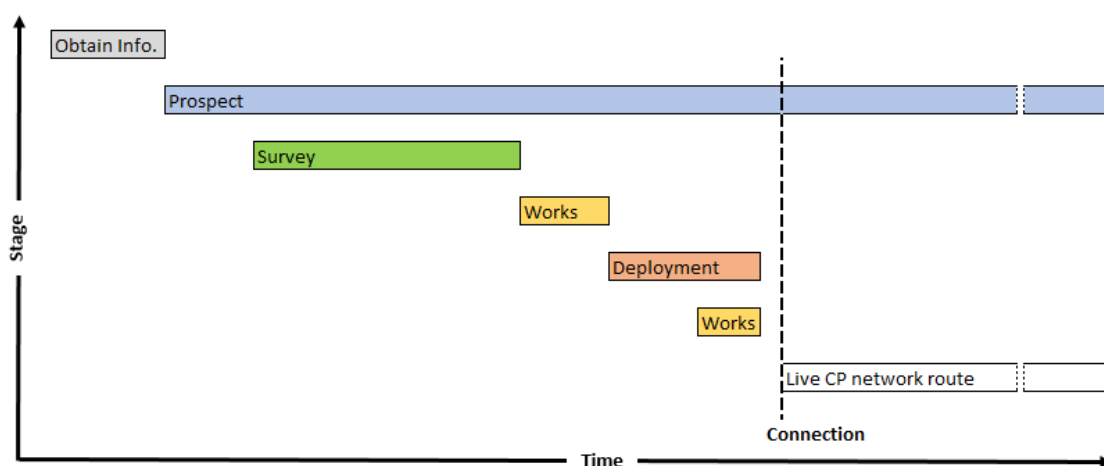 Obtain Info.
Prospect
Survey
Works
Deployment
Works
Live CP network route
Connection
Stage
Time